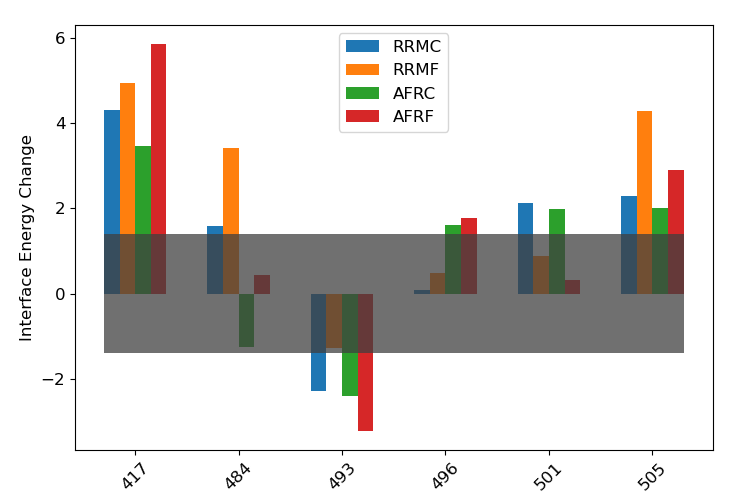 RRMC
RRMF
AFRC
AFRF
Interface Energy Change
6
4
2
0
−2
417
484
493
496
501
505